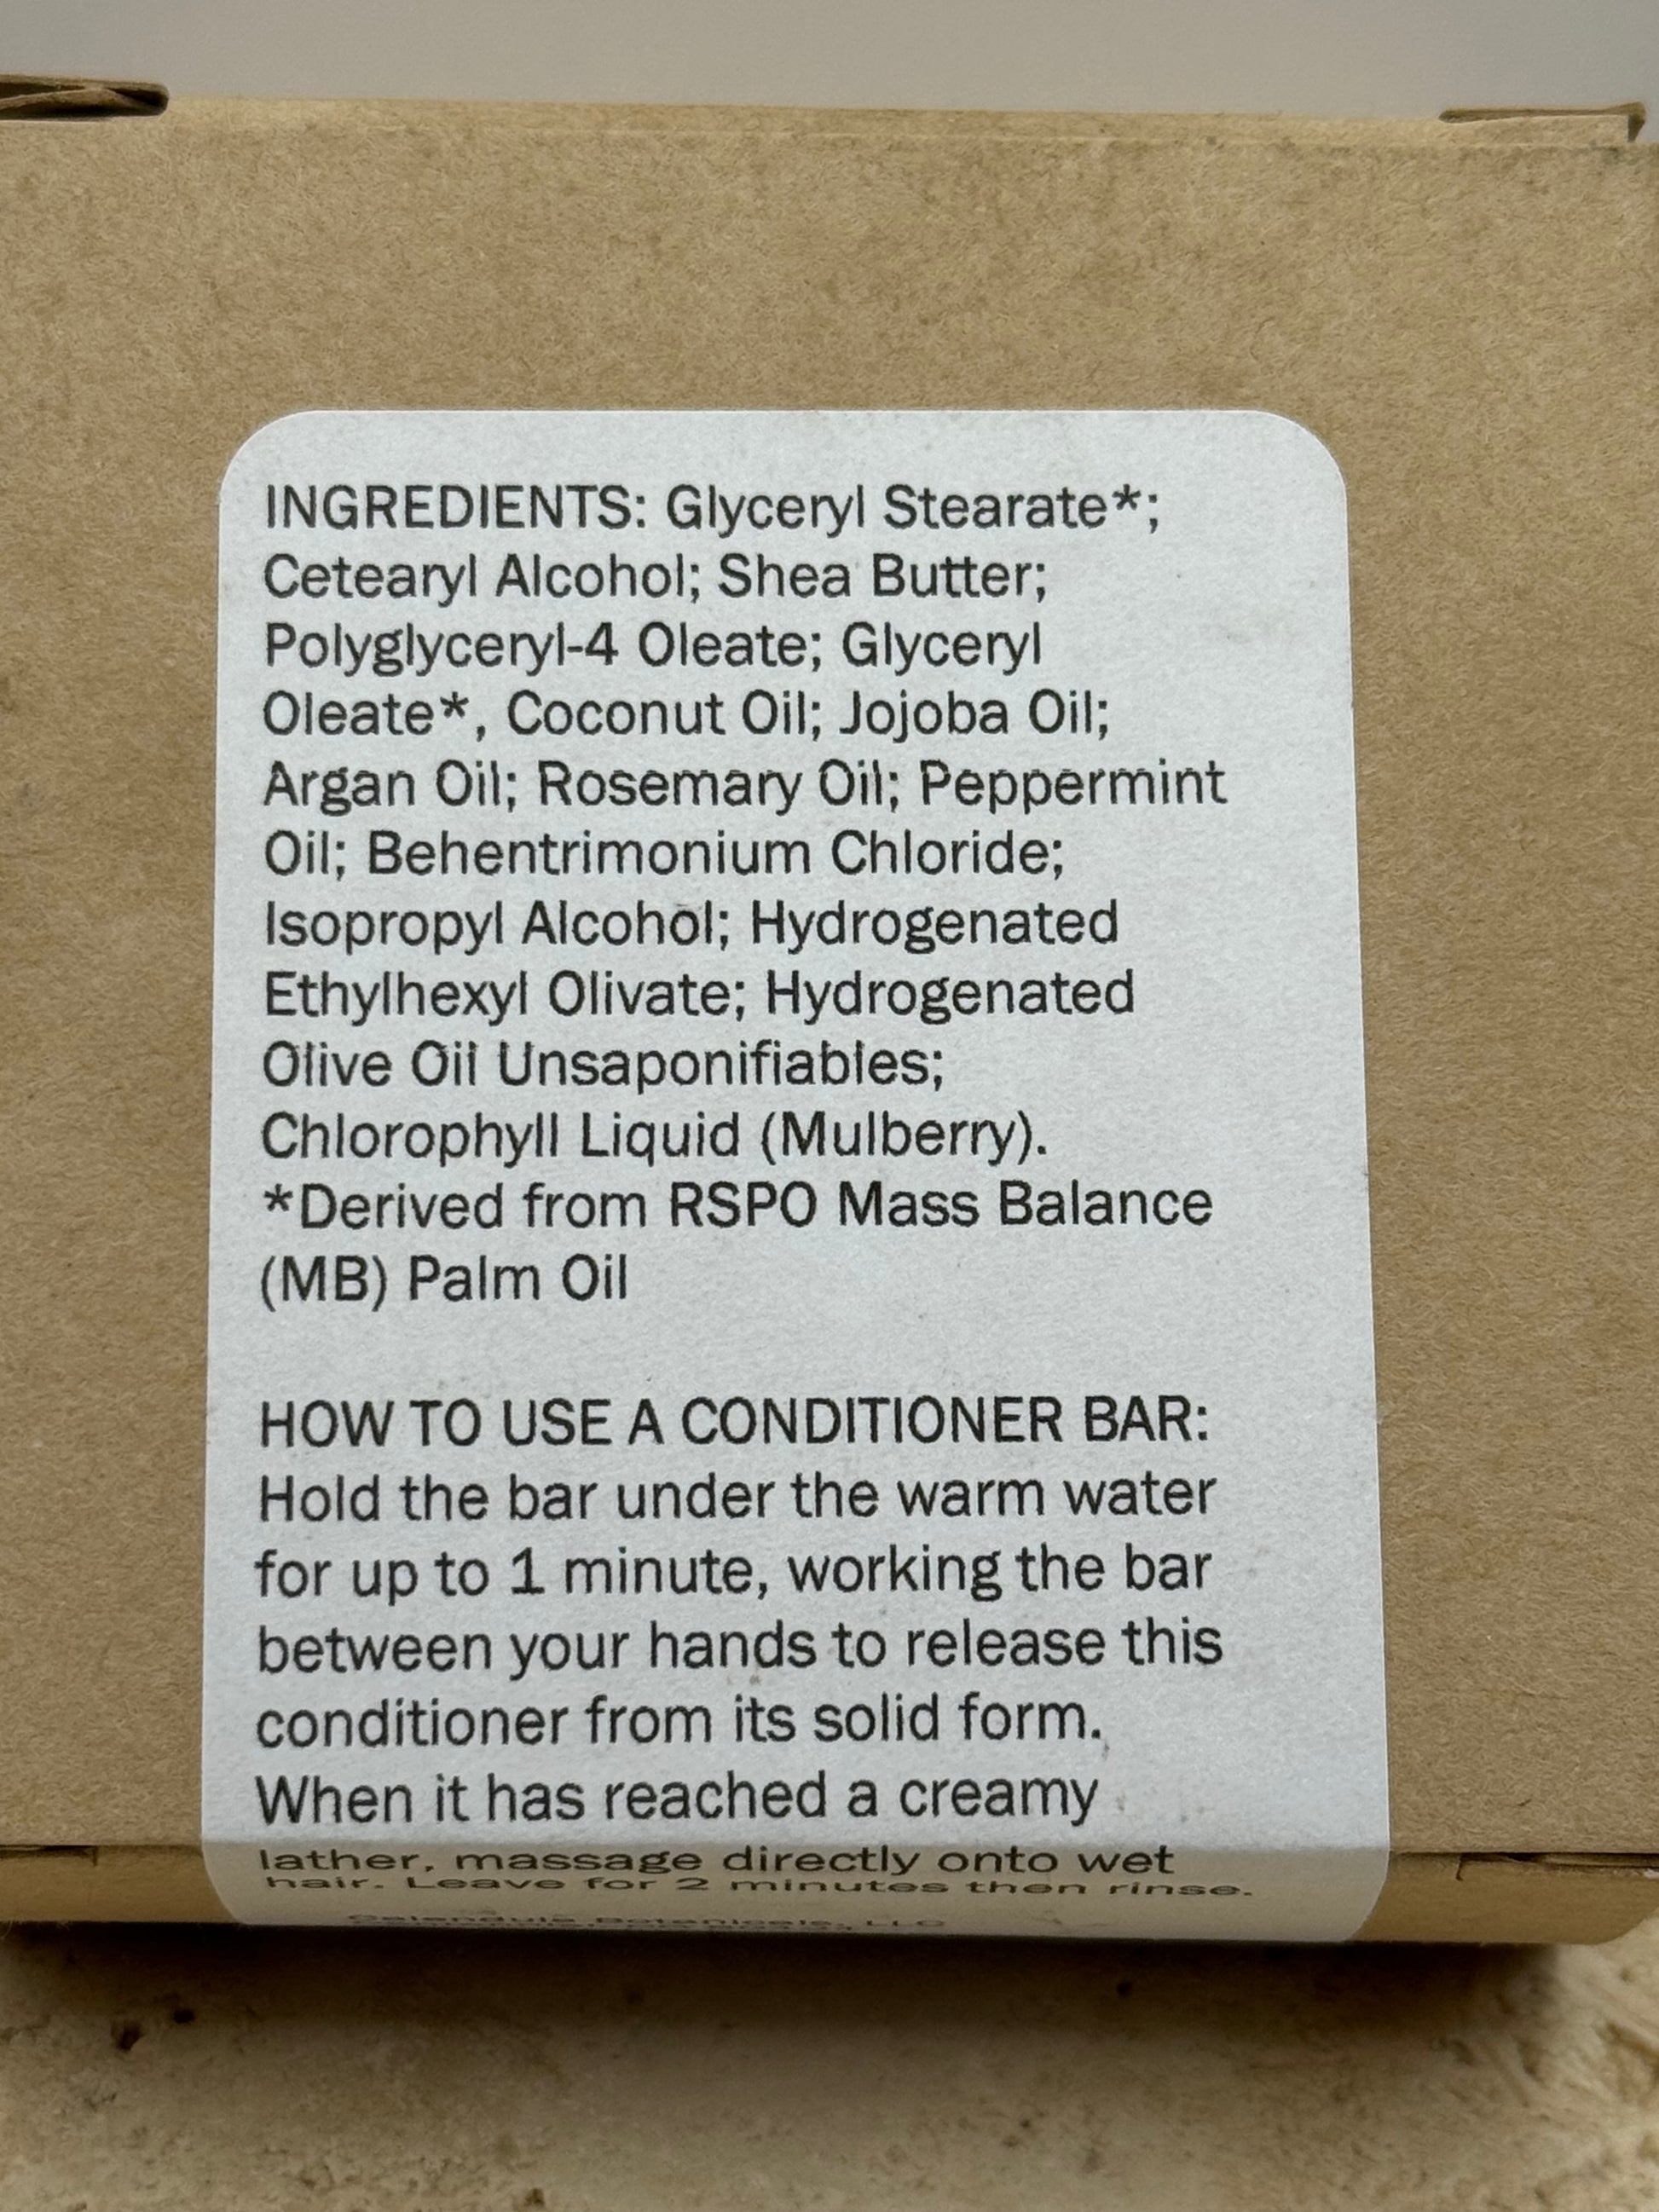 INGREDIENTS: Glyceryl Stearate*;
Cetearyl Alcohol; Shea Butter;
Polyglyceryl-4 Oleate; Glyceryl
Oleate*, Coconut Oil; Jojoba Oil;
Argan Oil; Rosemary Oil; Peppermint
Oil; Behentrimonium Chloride;
Isopropyl Alcohol; Hydrogenated
Ethylhexyl Olivate; Hydrogenated
Olive Oil Unsaponifiables;
Chlorophyll Liquid (Mulberry).
*Derived from RSPO Mass Balance
(MB) Palm Oil
HOW TO USE A CONDITIONER BAR:
Hold the bar under the warm water
for up to 1 minute, working the bar
between your hands to release this
conditioner from its solid form.
When it has reached a creamy
lather, massage directly onto wet
hair. Leave for 2 minutes then rinse.
Calendula Botanicals, LLC